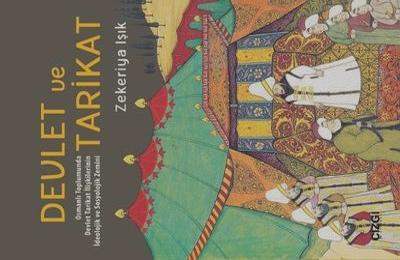 DEVLET ve
TARİKAT
Osmanlı Toplumunda
Devlet Tarikat İlişkilerinin
İdeolojik ve Sosyolojik Zemini
Zekeriya Işık
ÇİZGİ